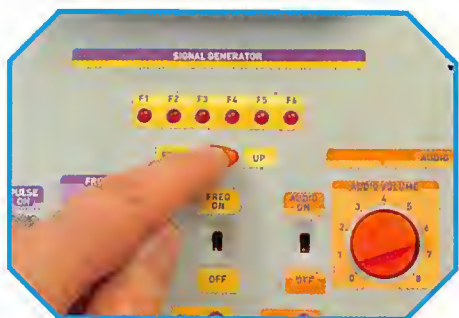 SIGNAL GENERATOR
F1 F2 F3 F4 F5 F6
UP
AUDIO
PULSE ON
FREQ ON
AUDIO ON
AUDIO VOLUME
0 1 2 3 4 5 6 7 8
OFF
OFF